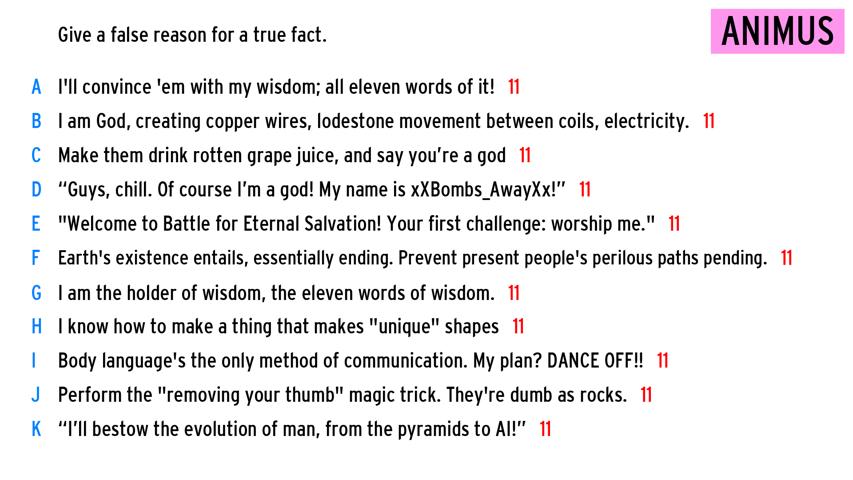 Give a false reason for a true fact.
ANIMUS
A I'll convince 'em with my wisdom; all eleven words of it! 11
B I am God, creating copper wires, lodestone movement between coils, electricity. 11
C Make them drink rotten grape juice, and say you’re a god 11
D “Guys, chill. Of course I’m a god! My name is xXBombs_AwayXx!” 11
E "Welcome to Battle for Eternal Salvation! Your first challenge: worship me." 11
F Earth's existence entails, essentially ending. Prevent present people's perilous paths pending. 11
G I am the holder of wisdom, the eleven words of wisdom. 11
H I know how to make a thing that makes "unique" shapes 11
I Body language's the only method of communication. My plan? DANCE OFF!! 11
J Perform the "removing your thumb" magic trick. They're dumb as rocks. 11
K “I’ll bestow the evolution of man, from the pyramids to AI!” 11